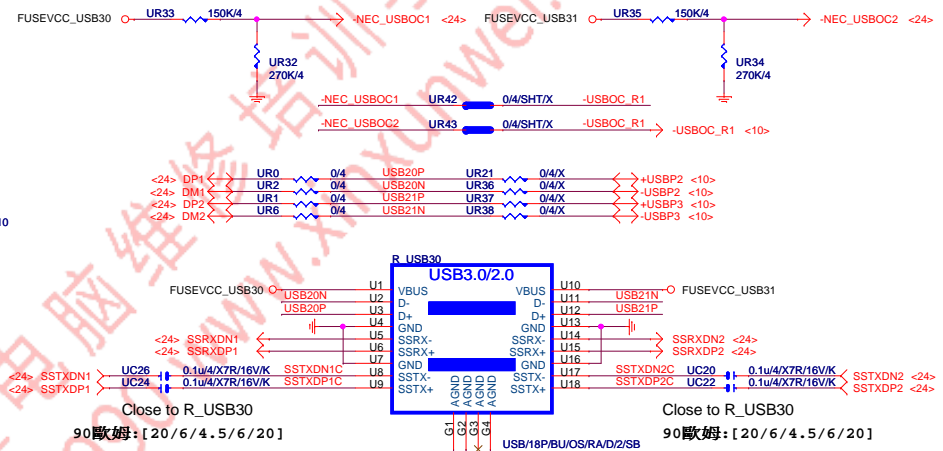 FUSEVCC_USB30 UR33 150K/4 -NEC_USBOC1 <24> FUSEVCC_USB31 UR35 150K/4 -NEC_USBOC2 <24>
UR32 UR34
270K/4 270K/4
-NEC_USBOC1 UR42 0/4/SHT/X -USBOC_R1
-NEC_USBOC2 UR43 0/4/SHT/X -USBOC_R1 -USBOC_R1 <10>
<24> DP1 UR0 0/4 USB20P UR21 0/4/X +USBP2 <10>
<24> DM1 UR2 0/4 USB20N UR36 0/4/X -USBP2 <10>
<24> DP2 UR1 0/4 USB21P UR37 0/4/X +USBP3 <10>
<24> DM2 UR6 0/4 USB21N UR38 0/4/X -USBP3 <10>
10
R_USB30
USB3.0/2.0
FUSEVCC_USB30 U1 VBUS VBUS U10 FUSEVCC_USB31
USB20N U2 D- D- U11 USB21N
USB20P U3 D+ D+ U12 USB21P
U4 GND GND U13
<24> SSRXDN1 U5 SSRX- SSRX- U14 SSRXDN2 <24>
<24> SSRXDP1 U6 SSRX+ SSRX+ U15 SSRXDP2 <24>
U7 GND GND U16
<24> SSTXDN1 UC26 0.1u/4/X7R/16V/K SSTXDN1C U8 SSTX- SSTX- U17 SSTXDN2C UC20 0.1u/4/X7R/16V/K SSTXDN2 <24>
<24> SSTXDP1 UC24 0.1u/4/X7R/16V/K SSTXDP1C U9 SSTX+ SSTX+ U18 SSTXDP2C UC22 0.1u/4/X7R/16V/K SSTXDP2 <24>
AGND AGND AGND AGND
G1 G2 G3 G4
Close to R_USB30 Close to R_USB30
90歐姆:[20/6/4.5/6/20] 90歐姆:[20/6/4.5/6/20]
USB/18P/BU/OS/RA/D/2/SB
电脑维修培训
www.xinxunwei